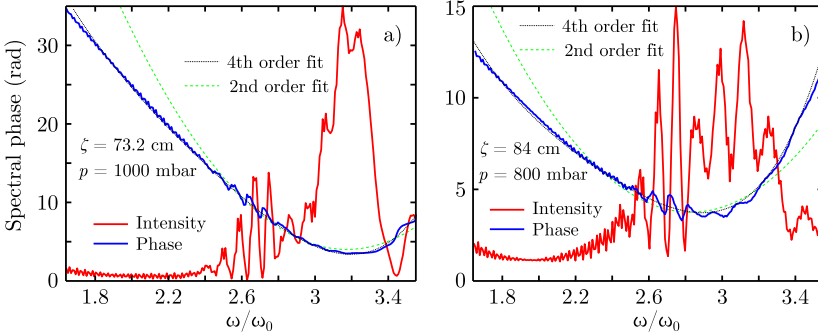 a)
4th order fit
2nd order fit
ζ = 73.2 cm
p = 1000 mbar
Intensity
Phase
Spectral phase (rad)
0
10
20
30
1.8
2.2
2.6
3
3.4
ω/ω0
b)
4th order fit
2nd order fit
ζ = 84 cm
p = 800 mbar
Intensity
Phase
0
5
10
15
1.8
2.2
2.6
3
3.4
ω/ω0